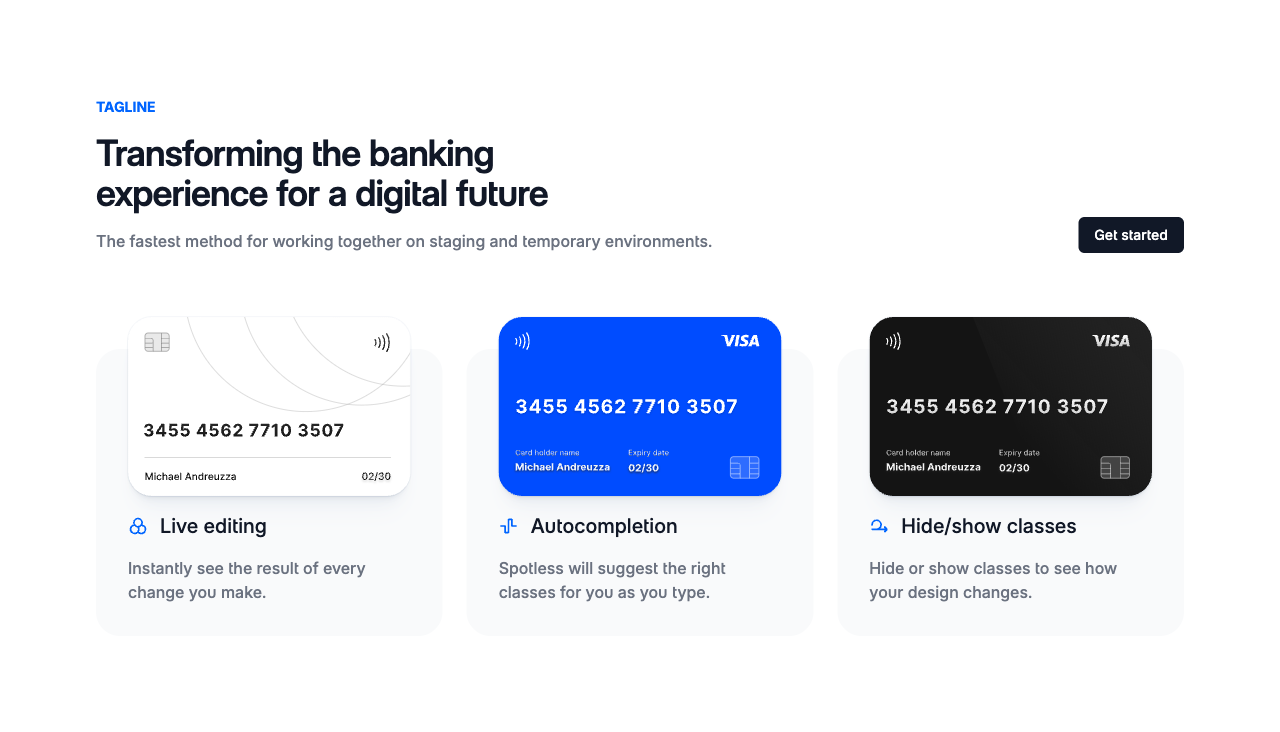 TAGLINE
Transforming the banking
experience for a digital future
The fastest method for working together on staging and temporary environments.
Get started
3455 4562 7710 3507
Michael Andreuzza 02/30
Live editing
Instantly see the result of every
change you make.
VISA
3455 4562 7710 3507
Card holder name Expiry date
Michael Andreuzza 02/30
Autocompletion
Spotless will suggest the right
classes for you as you type.
VISA
3455 4562 7710 3507
Card holder name Expiry date
Michael Andreuzza 02/30
Hide/show classes
Hide or show classes to see how
your design changes.